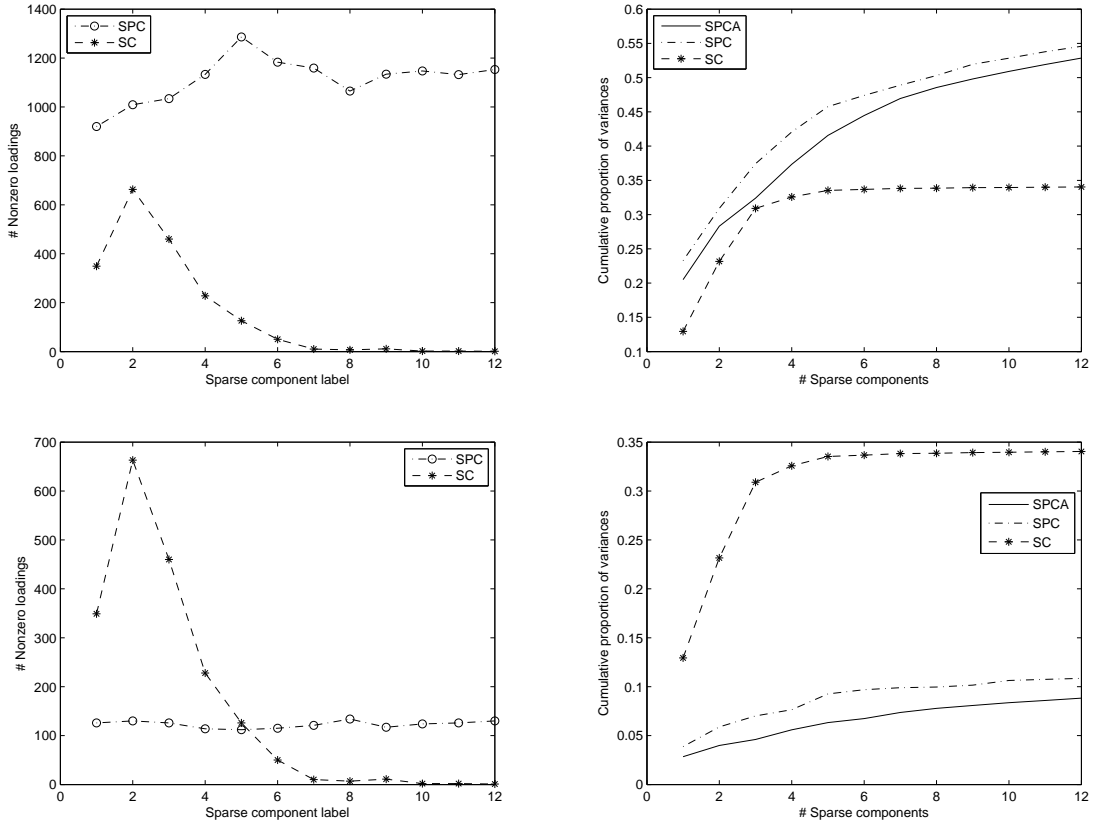 1400
1200
1000
800
600
400
200
0
# Nonzero loadings
SPC
SC
0 2 4 6 8 10 12
Sparse component label
0.6
0.55
0.5
0.45
0.4
0.35
0.3
0.25
0.2
0.15
0.1
Cumulative proportion of variances
SPCA
SPC
SC
0 2 4 6 8 10 12
# Sparse components
700
600
500
400
300
200
100
0
# Nonzero loadings
SPC
SC
0 2 4 6 8 10 12
Sparse component label
0.35
0.3
0.25
0.2
0.15
0.1
0.05
0
Cumulative proportion of variances
SPCA
SPC
SC
0 2 4 6 8 10 12
# Sparse components